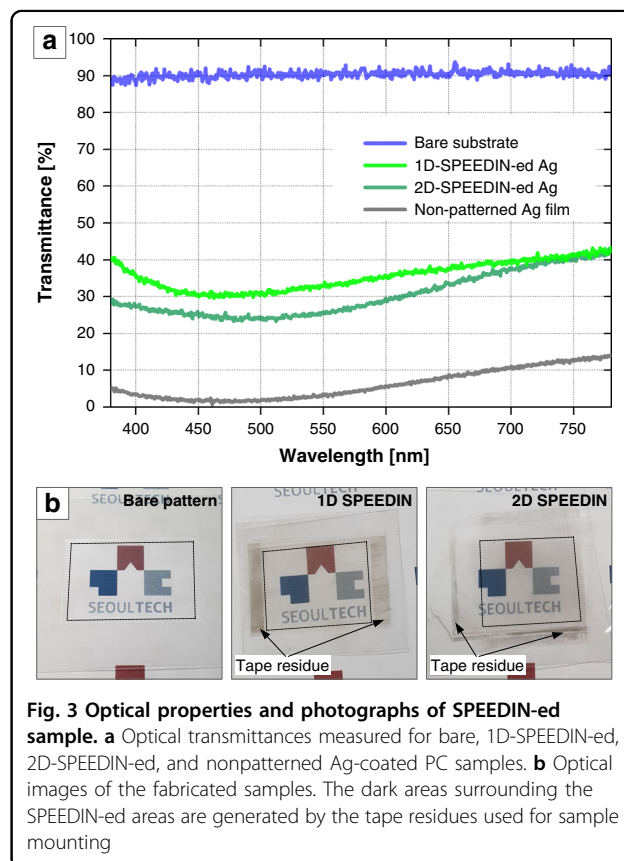 a
100
90
80
70
60
50
40
30
20
10
0
Transmittance [%]
Bare substrate
1D-SPEEDIN-ed Ag
2D-SPEEDIN-ed Ag
Non-patterned Ag film
400 450 500 550 600 650 700 750
Wavelength [nm]
b
Bare pattern
SEOULTECH
1D SPEEDIN
SEOULTECH
Tape residue
2D SPEEDIN
SEOULTECH
Tape residue
Fig. 3 Optical properties and photographs of SPEEDIN-ed
sample. a Optical transmittances measured for bare, 1D-SPEEDIN-ed,
2D-SPEEDIN-ed, and nonpatterned Ag-coated PC samples. b Optical
images of the fabricated samples. The dark areas surrounding the
SPEEDIN-ed areas are generated by the tape residues used for sample
mounting